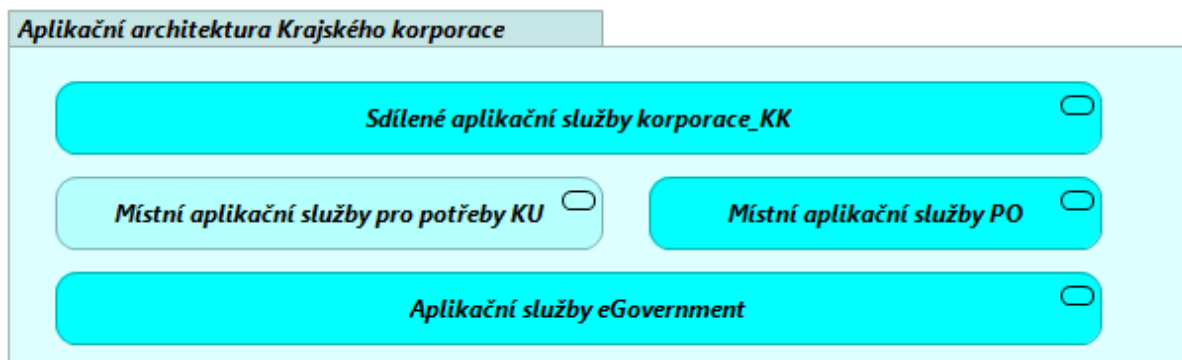 Aplikační architektura Krajského korporace
Sdílené aplikační služby korporace_KK
Místní aplikační služby pro potřeby KU
Místní aplikační služby PO
Aplikační služby eGovernment